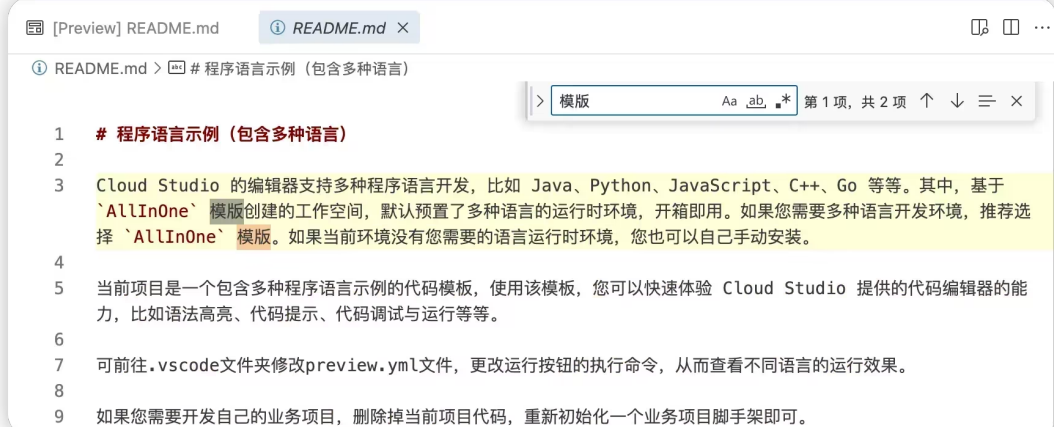 [Preview] README.md
README.md
README.md > # 程序语言示例（包含多种语言）
模版
Aa ab, .*
第 1 项，共 2 项
1 # 程序语言示例（包含多种语言）
2
3 Cloud Studio 的编辑器支持多种程序语言开发，比如 Java、Python、JavaScript、C++、Go 等等。其中，基于
`AllInOne` 模版创建的工作空间，默认预置了多种语言的运行时环境，开箱即用。如果您需要多种语言开发环境，推荐选
择 `AllInOne` 模版。如果当前环境没有您需要的语言运行时环境，您也可以自己手动安装。
4
5 当前项目是一个包含多种程序语言示例的代码模板，使用该模板，您可以快速体验 Cloud Studio 提供的代码编辑器的能
力，比如语法高亮、代码提示、代码调试与运行等等。
6
7 可前往.vscode文件夹修改preview.yml文件，更改运行按钮的执行命令，从而查看不同语言的运行效果。
8
9 如果您需要开发自己的业务项目，删除掉当前项目代码，重新初始化一个业务项目脚手架即可。